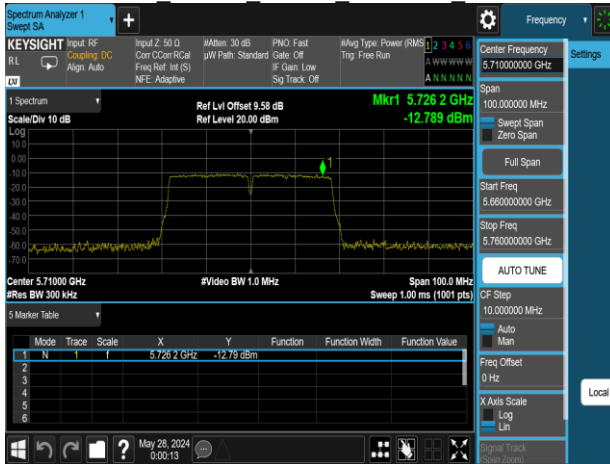 Spectrum Analyzer 1
Swept SA
+
Frequency
KEYSIGHT Input: RF Input Z: 50 Ω #Atten: 30 dB PNO: Fast #Avg Type: Power (RMS 1 2 3 4 5 6
RL Coupling: DC Corr CCorr RCal µW Path: Standard Gate: Off Trig: Free Run A WW WW W
Align: Auto Freq Ref: Int (S) IF Gain: Low
NFE: Adaptive Sig Track: Off A N N N N N
LXI
1 Spectrum
Scale/Div 10 dB
Ref Lvl Offset 9.58 dB
Ref Level 20.00 dBm
Mkr1 5.726 2 GHz
-12.789 dBm
Log
10.0
0.00
-10.0
-20.0
-30.0
-40.0
-50.0
-60.0
-70.0
1
Center 5.71000 GHz #Video BW 1.0 MHz Span 100.0 MHz
#Res BW 300 kHz Sweep 1.00 ms (1001 pts)
5 Marker Table
Mode Trace Scale X Y Function Function Width Function Value
1 N 1 f 5.726 2 GHz -12.79 dBm
2
3
4
5
6
May 28, 2024
0:00:13
Center Frequency
5.710000000 GHz
Span
100.000000 MHz
Swept Span
Zero Span
Full Span
Start Freq
5.660000000 GHz
Stop Freq
5.760000000 GHz
AUTO TUNE
CF Step
10.000000 MHz
Auto
Man
Freq Offset
0 Hz
X Axis Scale
Log
Lin
Signal Track
(Span Zoom)
Settings
Local